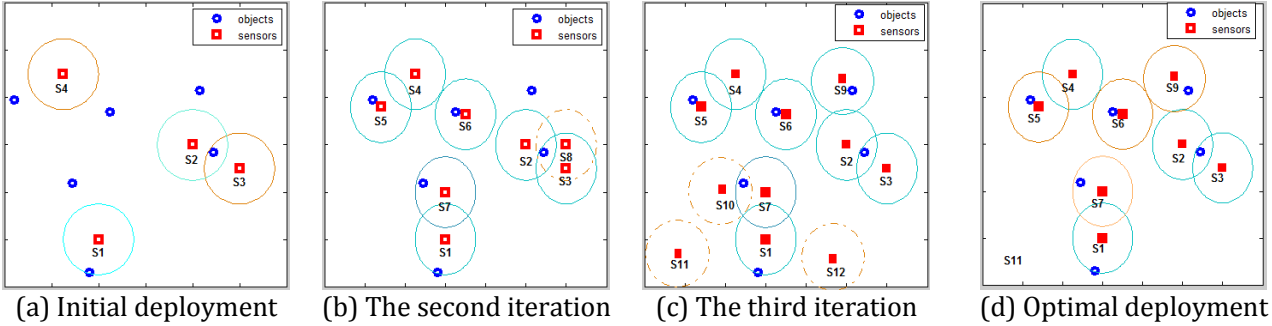 objects
sensors
S4
S2
S3
S1
(a) Initial deployment
objects
sensors
S4
S5
S6
S2
S8
S3
S7
S1
(b) The second iteration
objects
sensors
S4
S9
S5
S6
S2
S3
S10
S7
S1
S11
S12
(c) The third iteration
objects
sensors
S4
S9
S5
S6
S2
S3
S7
S1
S11
(d) Optimal deployment